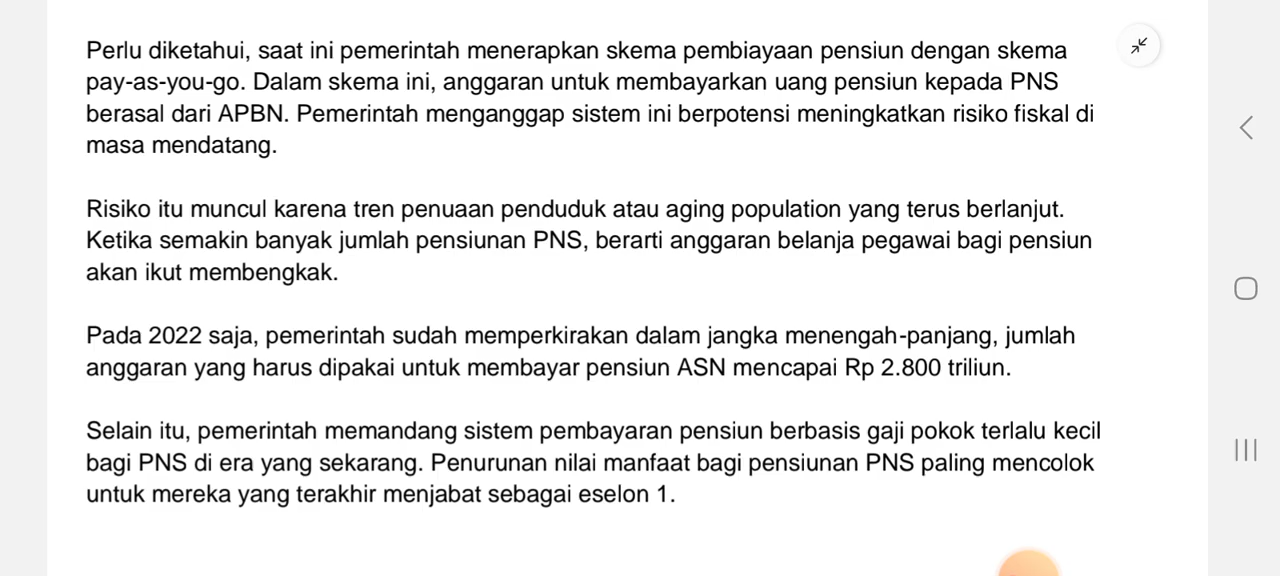 Perlu diketahui, saat ini pemerintah menerapkan skema pembiayaan pensiun dengan skema
pay-as-you-go. Dalam skema ini, anggaran untuk membayarkan uang pensiun kepada PNS
berasal dari APBN. Pemerintah menganggap sistem ini berpotensi meningkatkan risiko fiskal di
masa mendatang.
Risiko itu muncul karena tren penuaan penduduk atau aging population yang terus berlanjut.
Ketika semakin banyak jumlah pensiunan PNS, berarti anggaran belanja pegawai bagi pensiun
akan ikut membengkak.
Pada 2022 saja, pemerintah sudah memperkirakan dalam jangka menengah-panjang, jumlah
anggaran yang harus dipakai untuk membayar pensiun ASN mencapai Rp 2.800 triliun.
Selain itu, pemerintah memandang sistem pembayaran pensiun berbasis gaji pokok terlalu kecil
bagi PNS di era yang sekarang. Penurunan nilai manfaat bagi pensiunan PNS paling mencolok
untuk mereka yang terakhir menjabat sebagai eselon 1.